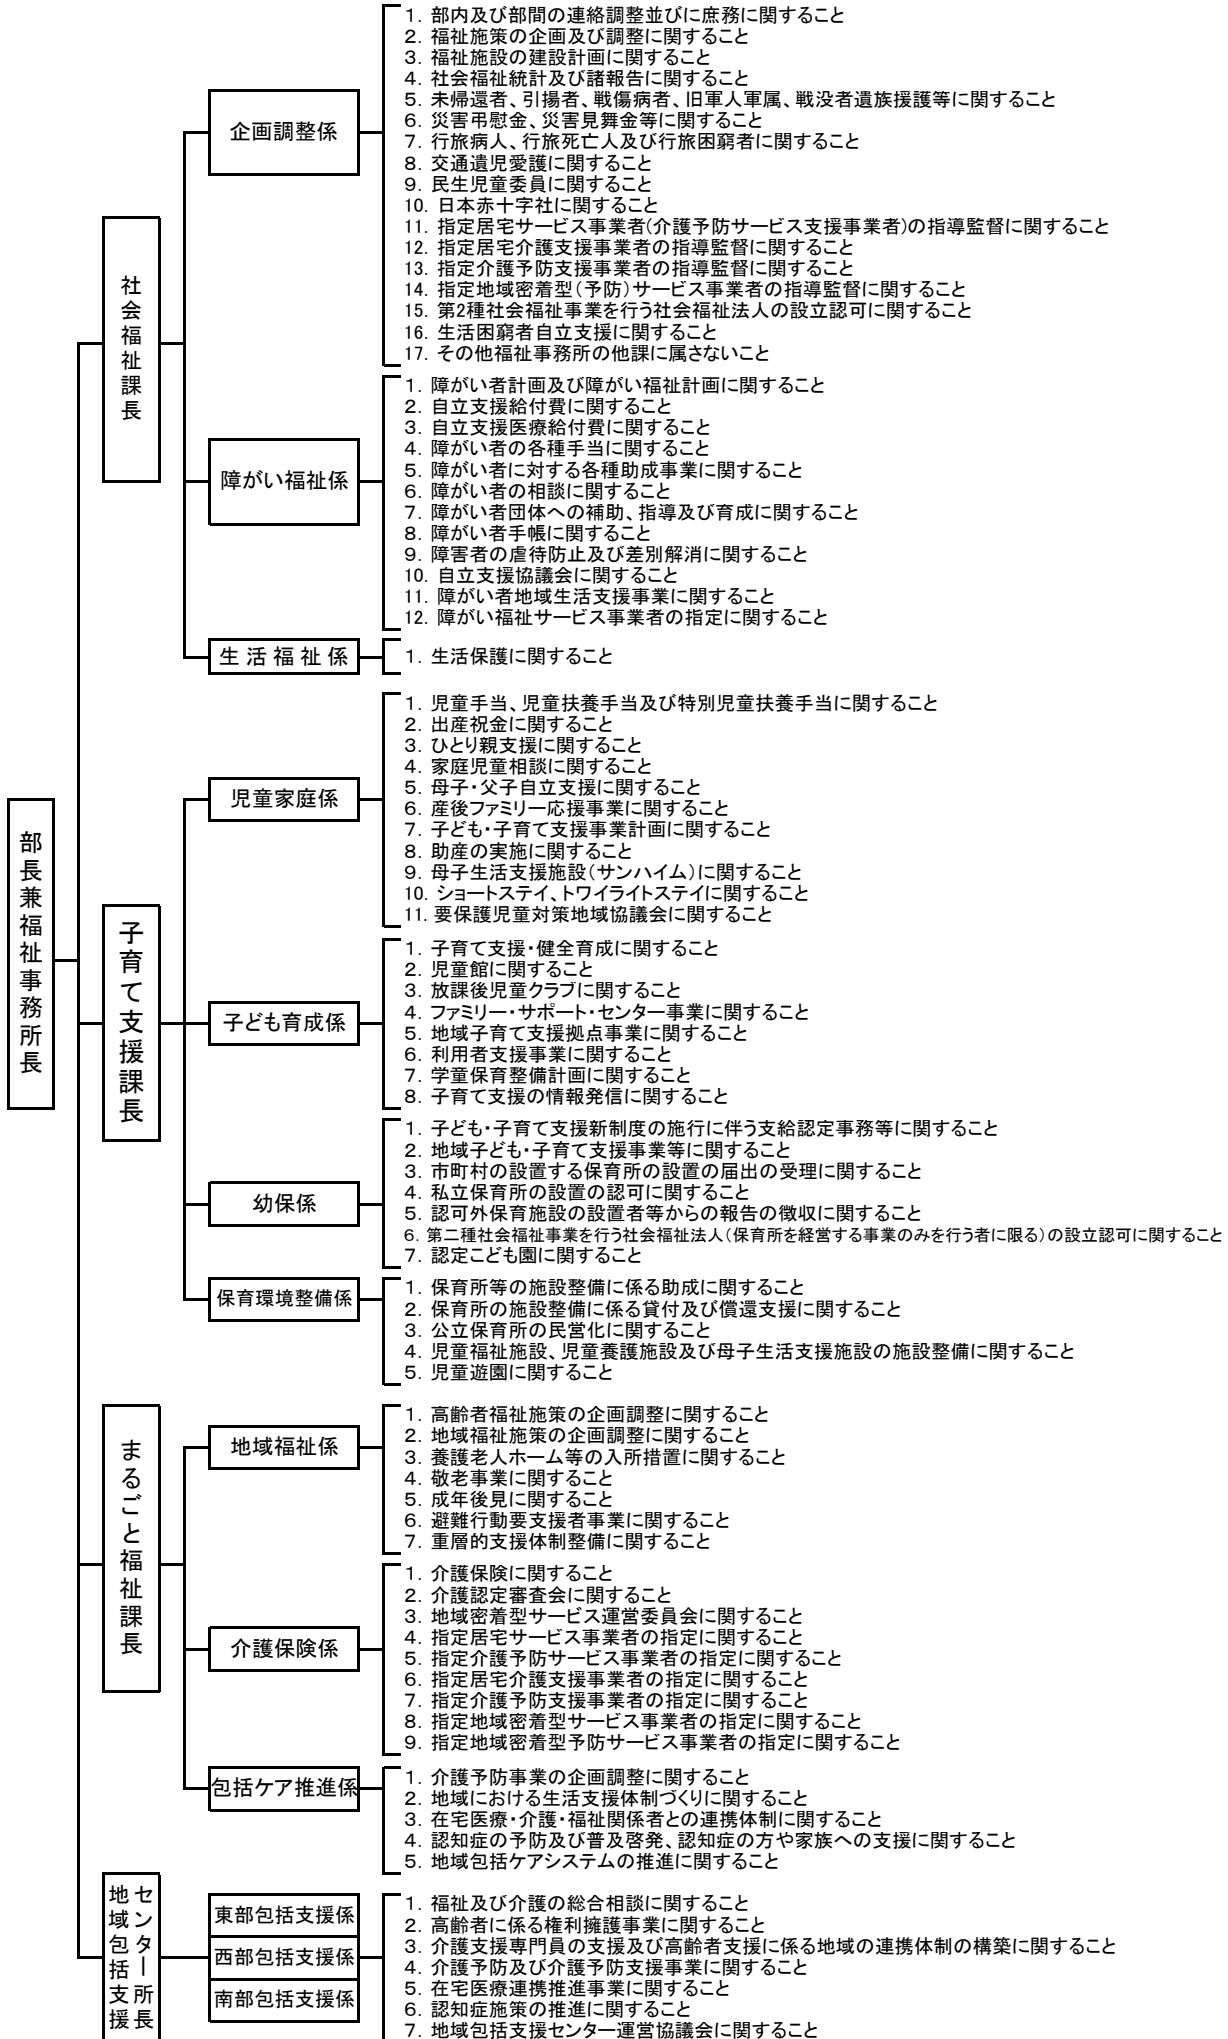 部長兼福祉事務所長
社会福祉課長
企画調整係
1. 部内及び部間の連絡調整並びに庶務に関すること
2. 福祉施策の企画及び調整に関すること
3. 福祉施設の建設計画に関すること
4. 社会福祉統計及び諸報告に関すること
5. 未帰還者、引揚者、戦傷病者、旧軍人軍属、戦没者遺族援護等に関すること
6. 災害弔慰金、災害見舞金等に関すること
7. 行旅病人、行旅死亡人及び行旅困窮者に関すること
8. 交通遺児愛護に関すること
9. 民生児童委員に関すること
10. 日本赤十字社に関すること
11. 指定居宅サービス事業者(介護予防サービス支援事業者)の指導監督に関すること
12. 指定居宅介護支援事業者の指導監督に関すること
13. 指定介護予防支援事業者の指導監督に関すること
14. 指定地域密着型(予防)サービス事業者の指導監督に関すること
15. 第2種社会福祉事業を行う社会福祉法人の設立認可に関すること
16. 生活困窮者自立支援に関すること
17. その他福祉事務所の他課に属さないこと
障がい福祉係
1. 障がい者計画及び障がい福祉計画に関すること
2. 自立支援給付費に関すること
3. 自立支援医療給付費に関すること
4. 障がい者の各種手当に関すること
5. 障がい者に対する各種助成事業に関すること
6. 障がい者の相談に関すること
7. 障がい者団体への補助、指導及び育成に関すること
8. 障がい者手帳に関すること
9. 障害者の虐待防止及び差別解消に関すること
10. 自立支援協議会に関すること
11. 障がい者地域生活支援事業に関すること
12. 障がい福祉サービス事業者の指定に関すること
生活福祉係
1. 生活保護に関すること
子育て支援課長
児童家庭係
1. 児童手当、児童扶養手当及び特別児童扶養手当に関すること
2. 出産祝金に関すること
3. ひとり親支援に関すること
4. 家庭児童相談に関すること
5. 母子・父子自立支援に関すること
6. 産後ファミリー応援事業に関すること
7. 子ども・子育て支援事業計画に関すること
8. 助産の実施に関すること
9. 母子生活支援施設(サンハイム)に関すること
10. ショートステイ、トワイライトステイに関すること
11. 要保護児童対策地域協議会に関すること
子ども育成係
1. 子育て支援・健全育成に関すること
2. 児童館に関すること
3. 放課後児童クラブに関すること
4. ファミリー・サポート・センター事業に関すること
5. 地域子育て支援拠点事業に関すること
6. 利用者支援事業に関すること
7. 学童保育整備計画に関すること
8. 子育て支援の情報発信に関すること
幼保係
1. 子ども・子育て支援新制度の施行に伴う支給認定事務等に関すること
2. 地域子ども・子育て支援事業等に関すること
3. 市町村の設置する保育所の設置の届出の受理に関すること
4. 私立保育所の設置の認可に関すること
5. 認可外保育施設の設置者等からの報告の徴収に関すること
6. 第二種社会福祉事業を行う社会福祉法人(保育所を経営する事業のみを行う者に限る)の設立認可に関すること
7. 認定こども園に関すること
保育環境整備係
1. 保育所等の施設整備に係る助成に関すること
2. 保育所の施設整備に係る貸付及び償還支援に関すること
3. 公立保育所の民営化に関すること
4. 児童福祉施設、児童養護施設及び母子生活支援施設の施設整備に関すること
5. 児童遊園に関すること
まるごと福祉課長
地域福祉係
1. 高齢者福祉施策の企画調整に関すること
2. 地域福祉施策の企画調整に関すること
3. 養護老人ホーム等の入所措置に関すること
4. 敬老事業に関すること
5. 成年後見に関すること
6. 避難行動要支援者事業に関すること
7. 重層的支援体制整備に関すること
介護保険係
1. 介護保険に関すること
2. 介護認定審査会に関すること
3. 地域密着型サービス運営委員会に関すること
4. 指定居宅サービス事業者の指定に関すること
5. 指定介護予防サービス事業者の指定に関すること
6. 指定居宅介護支援事業者の指定に関すること
7. 指定介護予防支援事業者の指定に関すること
8. 指定地域密着型サービス事業者の指定に関すること
9. 指定地域密着型予防サービス事業者の指定に関すること
包括ケア推進係
1. 介護予防事業の企画調整に関すること
2. 地域における生活支援体制づくりに関すること
3. 在宅医療・介護・福祉関係者との連携体制に関すること
4. 認知症の予防及び普及啓発、認知症の方や家族への支援に関すること
5. 地域包括ケアシステムの推進に関すること
地域包括支援
センター所長
東部包括支援係
西部包括支援係
南部包括支援係
1. 福祉及び介護の総合相談に関すること
2. 高齢者に係る権利擁護事業に関すること
3. 介護支援専門員の支援及び高齢者支援に係る地域の連携体制の構築に関すること
4. 介護予防及び介護予防支援事業に関すること
5. 在宅医療連携推進事業に関すること
6. 認知症施策の推進に関すること
7. 地域包括支援センター運営協議会に関すること